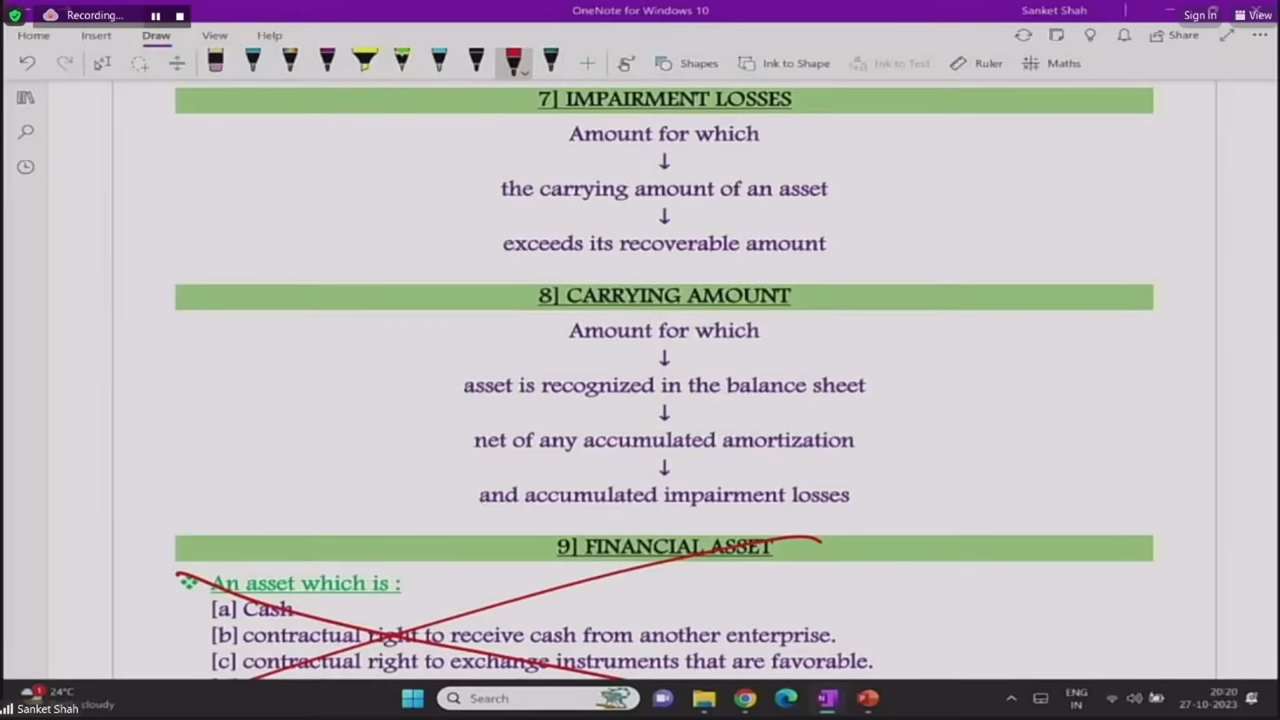 Recording...
OneNote for Windows 10
Sanket Shah
Sign in
View
Home Insert Draw View Help
Share
Shapes
Ink to Shape
Ink to Text
Ruler
Maths
7] IMPAIRMENT LOSSES
Amount for which
↓
the carrying amount of an asset
↓
exceeds its recoverable amount
8] CARRYING AMOUNT
Amount for which
↓
asset is recognized in the balance sheet
↓
net of any accumulated amortization
↓
and accumulated impairment losses
9] FINANCIAL ASSET
An asset which is :
[a] Cash
[b] contractual right to receive cash from another enterprise.
[c] contractual right to exchange instruments that are favorable.
1
24°C
cloudy
Sanket Shah
Search
ENG
IN
20:20
27-10-2023